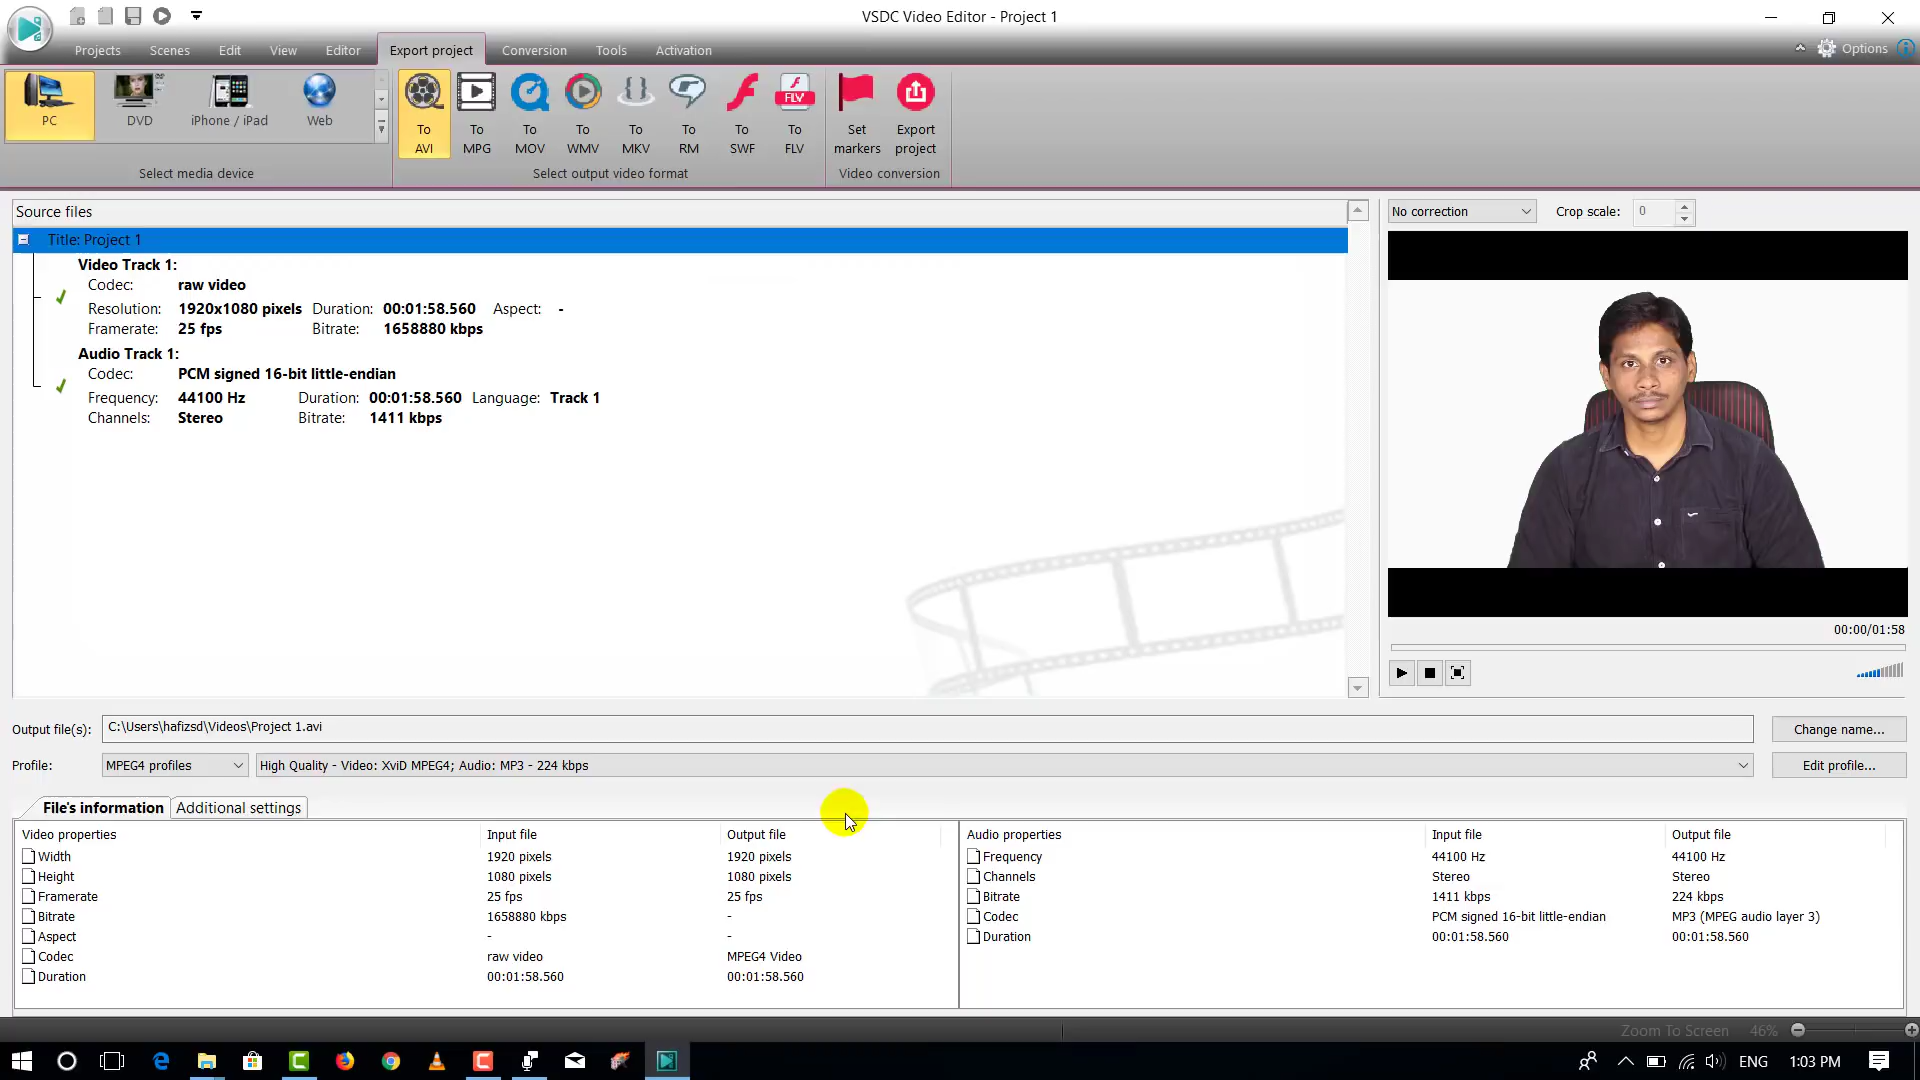 VSDC Video Editor - Project 1
Projects Scenes Edit View Editor Export project Conversion Tools Activation Options
PC DVD iPhone / iPad Web
To AVI To MPG To MOV To WMV To MKV To RM To SWF To FLV Set markers Export project
FLV
Select media device Select output video format Video conversion
Source files
No correction Crop scale: 0
Title: Project 1
Video Track 1:
Codec: raw video
Resolution: 1920x1080 pixels Duration: 00:01:58.560 Aspect: -
Framerate: 25 fps Bitrate: 1658880 kbps
Audio Track 1:
Codec: PCM signed 16-bit little-endian
Frequency: 44100 Hz Duration: 00:01:58.560 Language: Track 1
Channels: Stereo Bitrate: 1411 kbps
00:00/01:58
Output file(s): C:\Users\hafizsd\Videos\Project 1.avi Change name...
Profile: MPEG4 profiles High Quality - Video: XviD MPEG4; Audio: MP3 - 224 kbps Edit profile...
File's information Additional settings
Video properties Input file Output file Audio properties Input file Output file
Width 1920 pixels 1920 pixels Frequency 44100 Hz 44100 Hz
Height 1080 pixels 1080 pixels Channels Stereo Stereo
Framerate 25 fps 25 fps Bitrate 1411 kbps 224 kbps
Bitrate 1658880 kbps - Codec PCM signed 16-bit little-endian MP3 (MPEG audio layer 3)
Aspect - - Duration 00:01:58.560 00:01:58.560
Codec raw video MPEG4 Video
Duration 00:01:58.560 00:01:58.560
Zoom To Screen 46%
ENG 1:03 PM